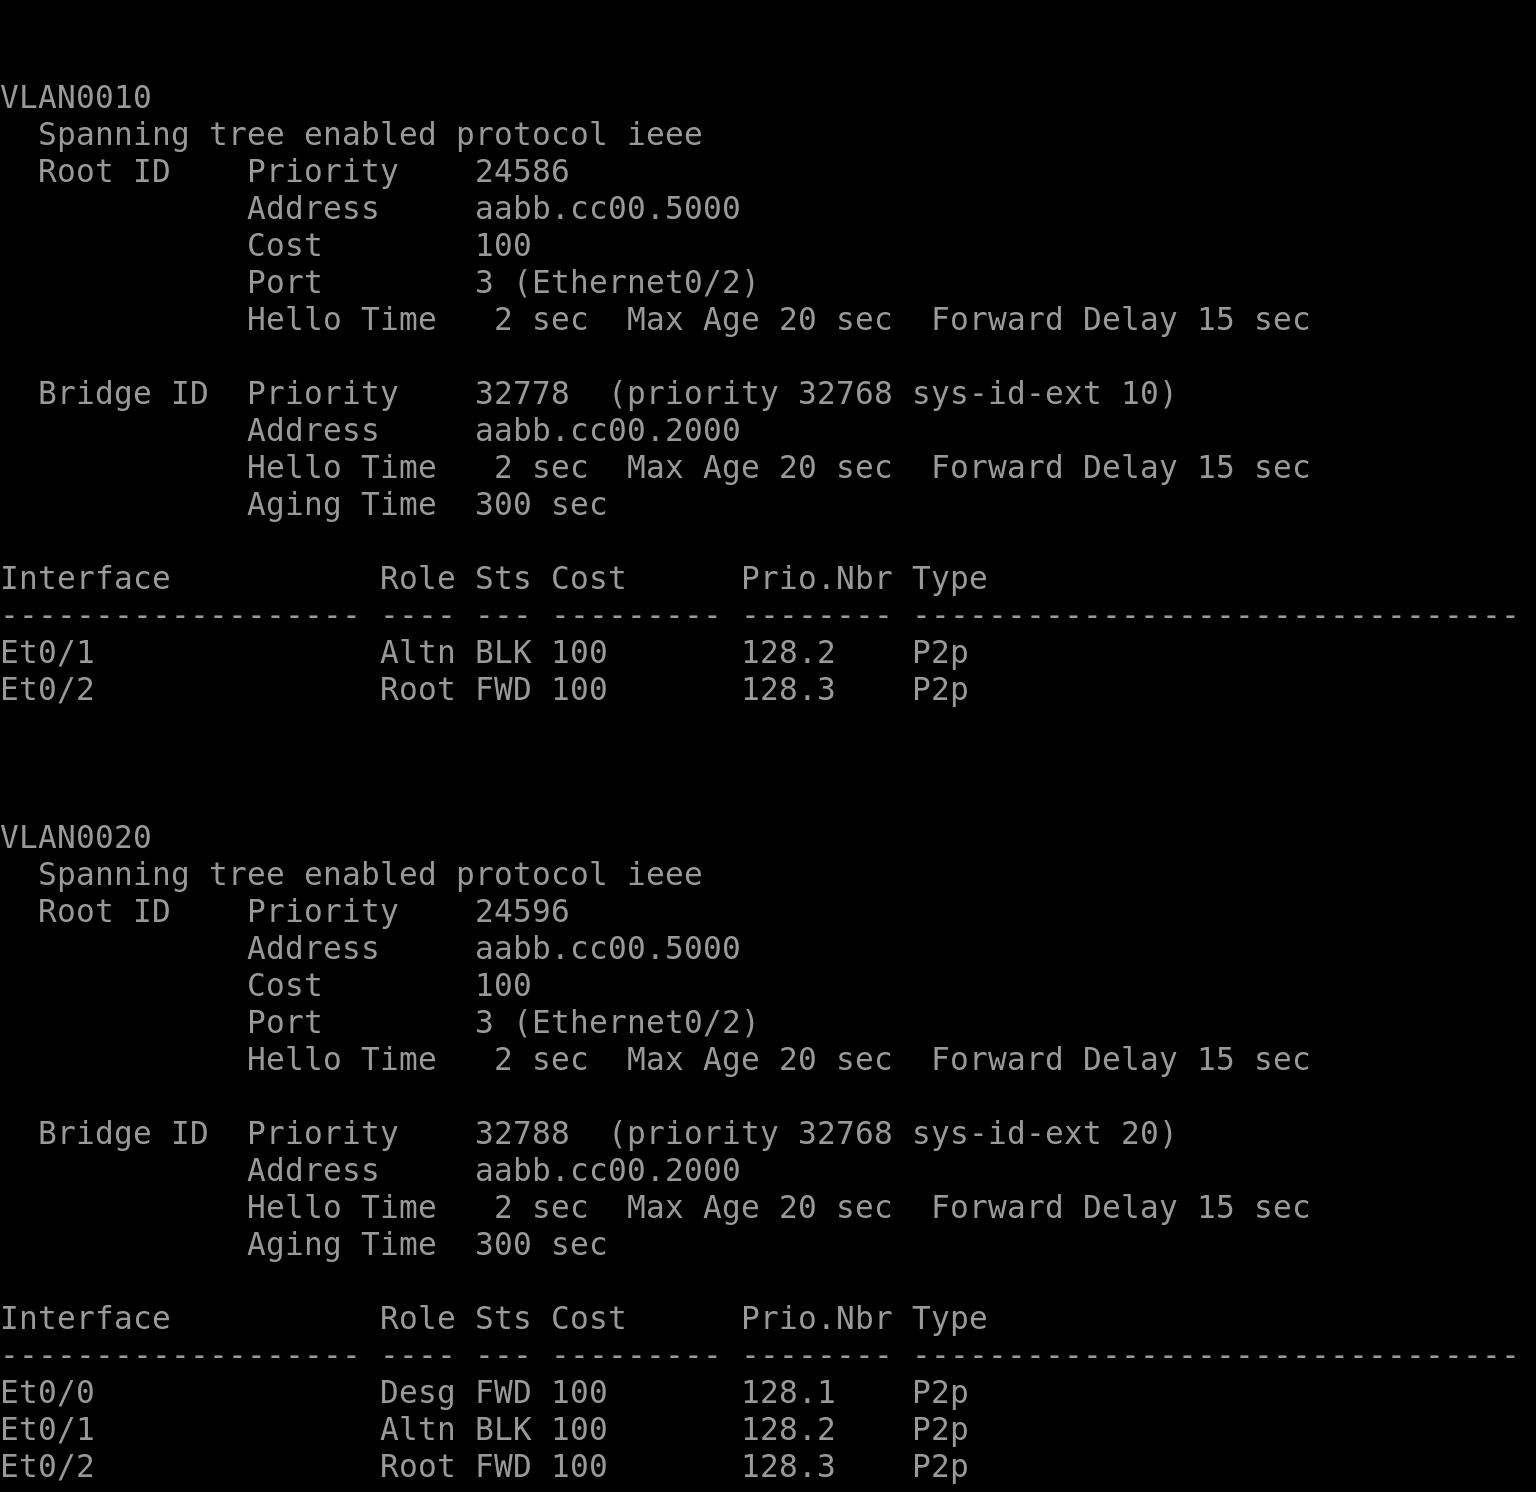 VLAN0010
  Spanning tree enabled protocol ieee
  Root ID    Priority    24586
             Address     aabb.cc00.5000
             Cost        100
             Port        3 (Ethernet0/2)
             Hello Time   2 sec  Max Age 20 sec  Forward Delay 15 sec

  Bridge ID  Priority    32778  (priority 32768 sys-id-ext 10)
             Address     aabb.cc00.2000
             Hello Time   2 sec  Max Age 20 sec  Forward Delay 15 sec
             Aging Time  300 sec

Interface           Role Sts Cost      Prio.Nbr Type
------------------- ---- --- --------- -------- --------------------------------
Et0/1               Altn BLK 100       128.2    P2p
Et0/2               Root FWD 100       128.3    P2p

VLAN0020
  Spanning tree enabled protocol ieee
  Root ID    Priority    24596
             Address     aabb.cc00.5000
             Cost        100
             Port        3 (Ethernet0/2)
             Hello Time   2 sec  Max Age 20 sec  Forward Delay 15 sec

  Bridge ID  Priority    32788  (priority 32768 sys-id-ext 20)
             Address     aabb.cc00.2000
             Hello Time   2 sec  Max Age 20 sec  Forward Delay 15 sec
             Aging Time  300 sec

Interface           Role Sts Cost      Prio.Nbr Type
------------------- ---- --- --------- -------- --------------------------------
Et0/0               Desg FWD 100       128.1    P2p
Et0/1               Altn BLK 100       128.2    P2p
Et0/2               Root FWD 100       128.3    P2p